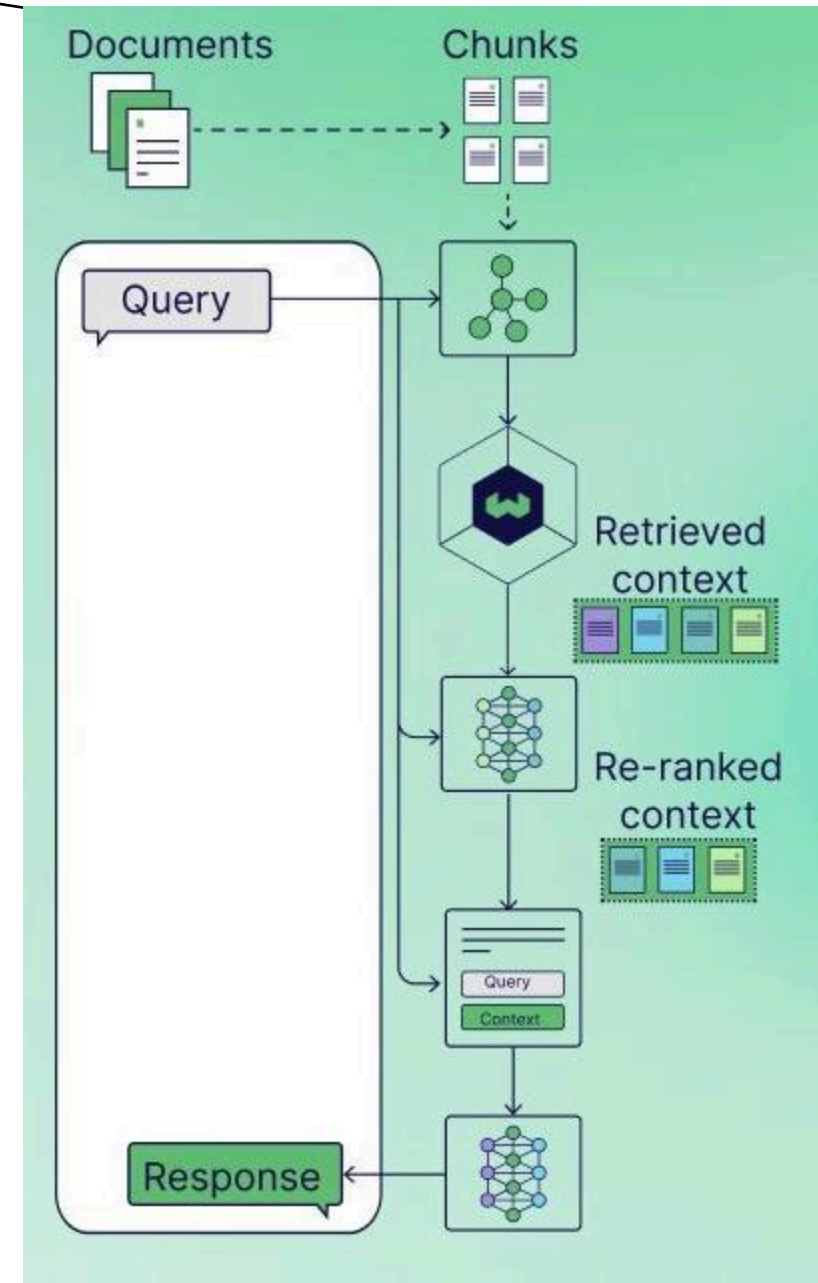 Documents
Chunks
Query
Retrieved
context
Re-ranked
context
Query
Context
Response